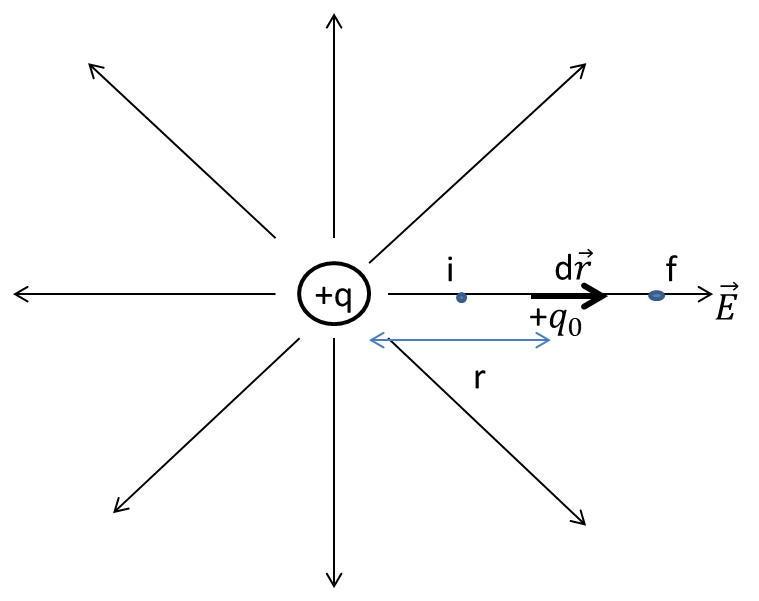 i
d𝑟⃗
f
+q
𝐸⃗
+𝑞₀
r